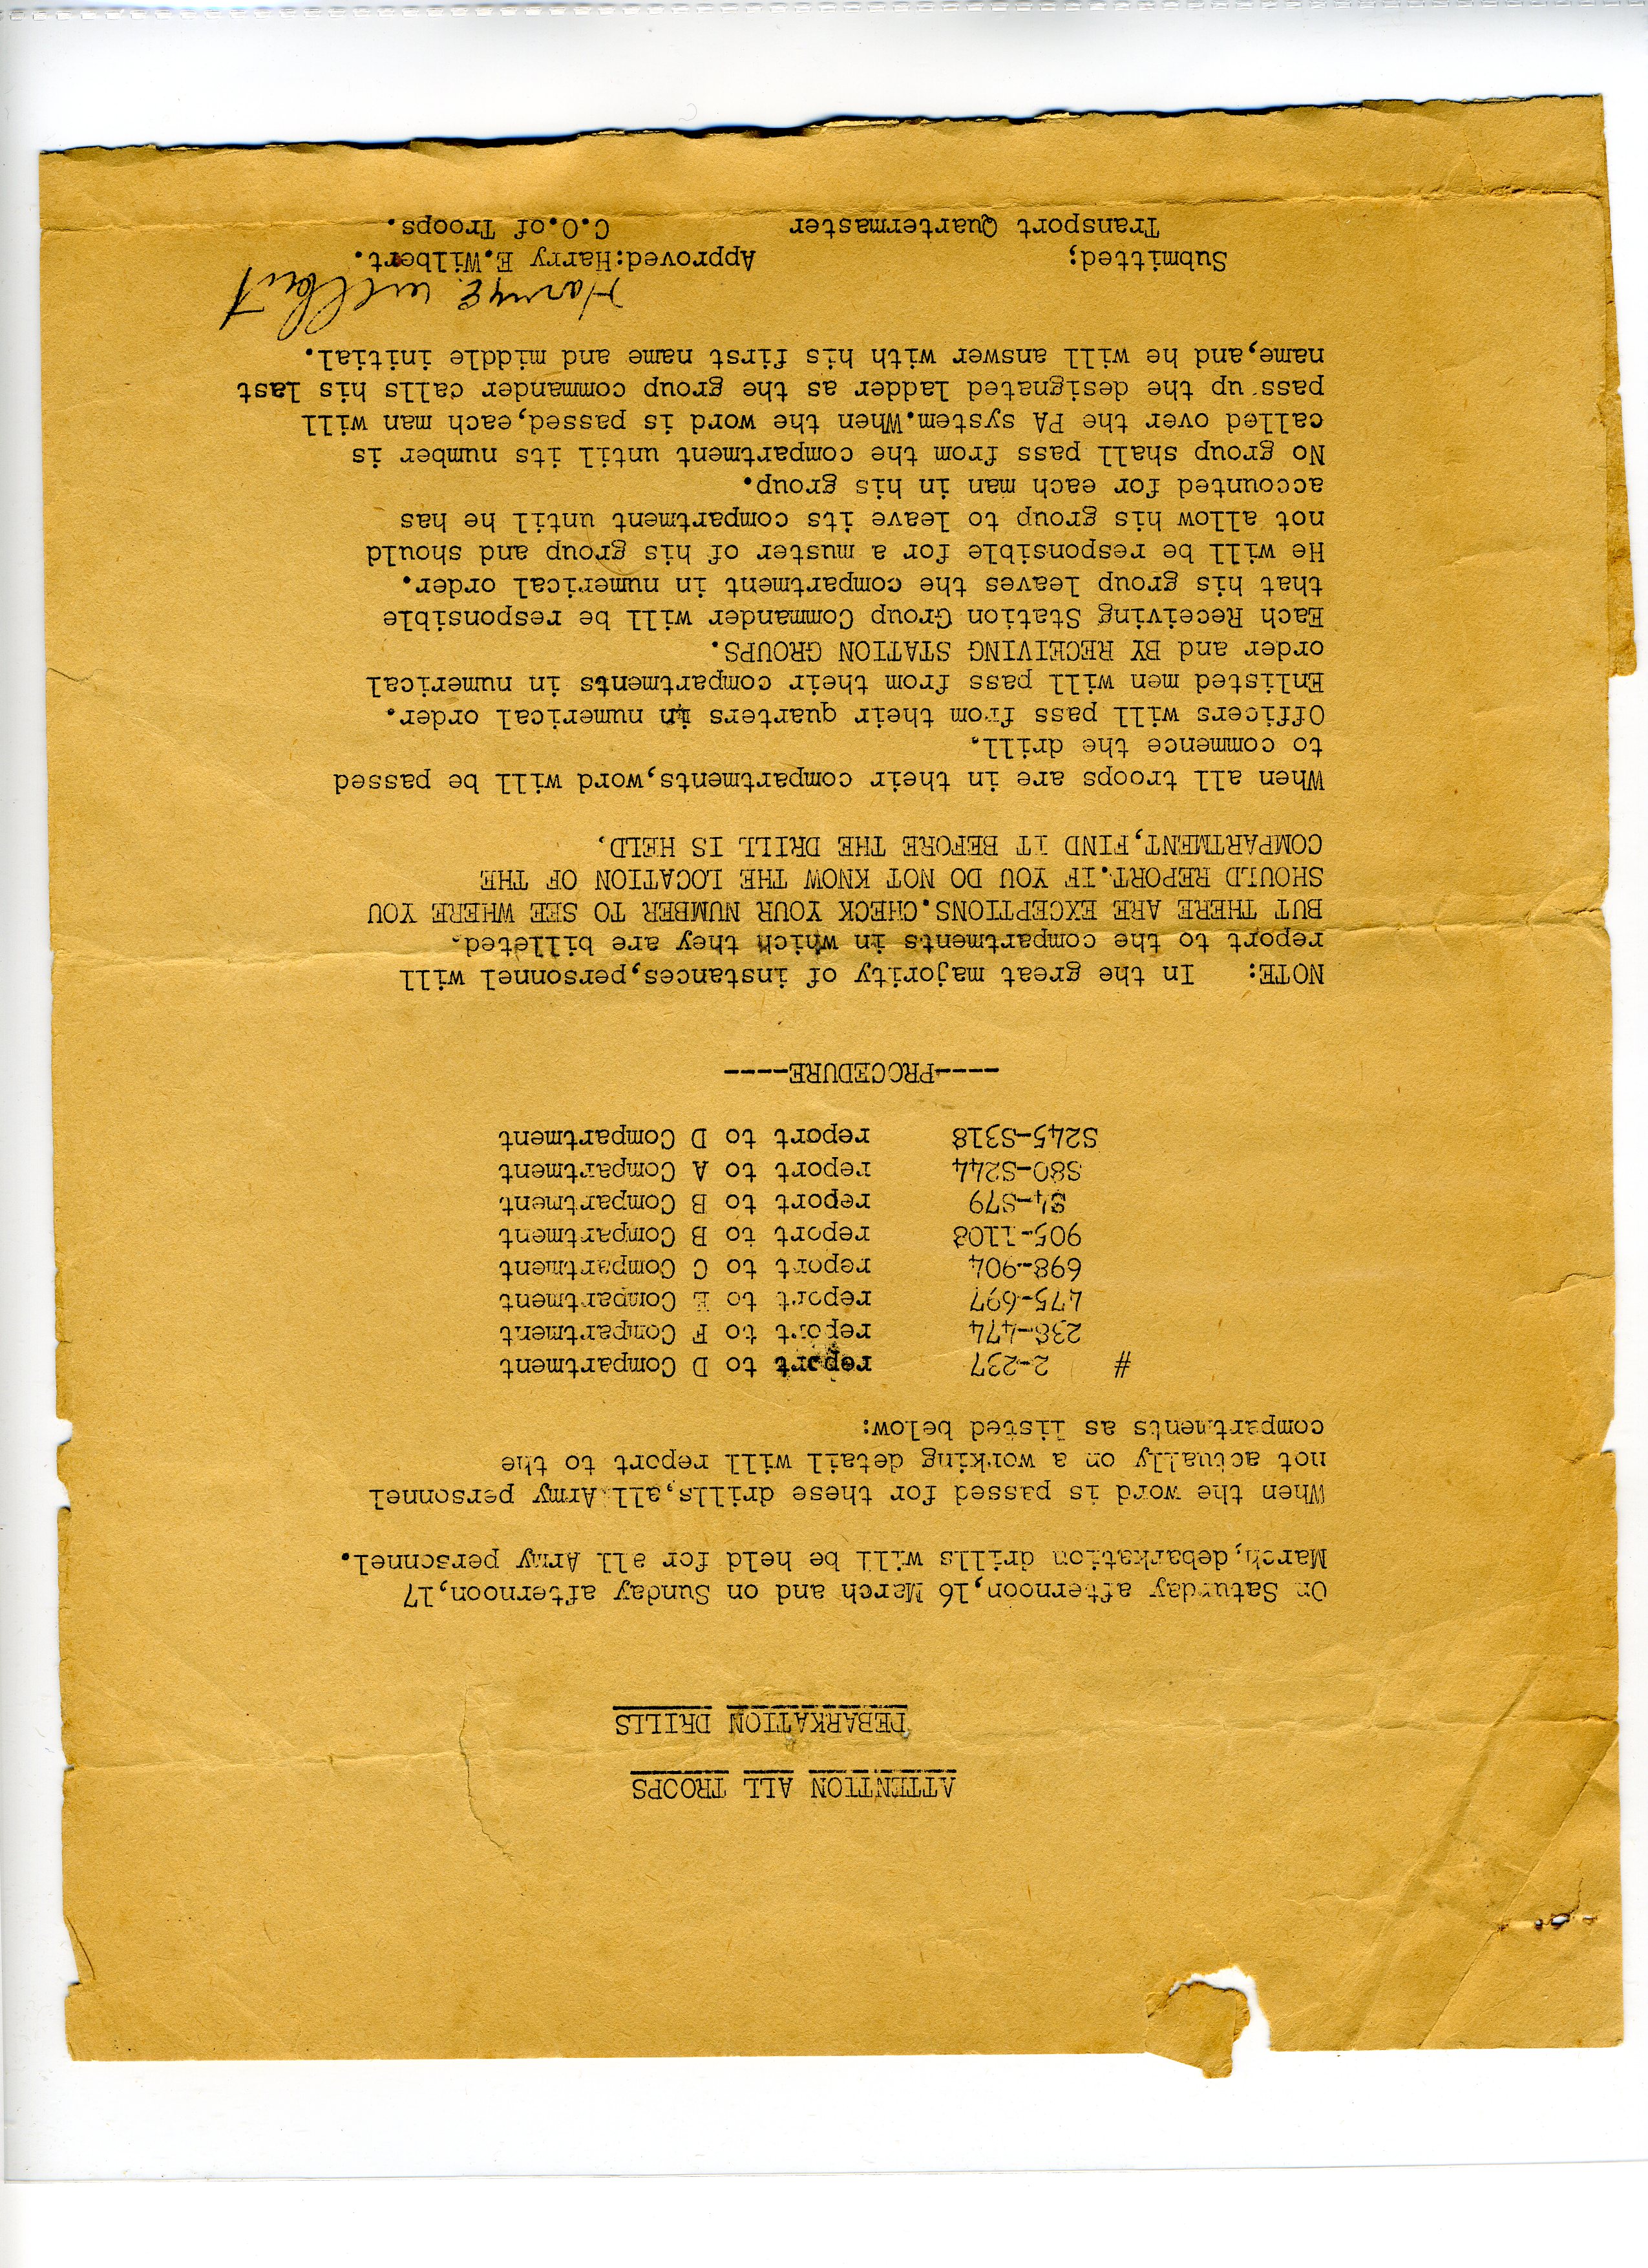 ATTENTION ALL TROOPS
DEBARKATION DRILLS
On Saturday afternoon,16 March and on Sunday afternoon,17
March,debarkation drills will be held for all Army personnel.
When the word is passed for these drills,all Army personnel
not actually on a working detail will report to the
compartments as listed below:
# 2-237 report to D Compartment
238-474 report to F Compartment
475-697 report to E Compartment
698-904 report to C Compartment
905-1108 report to B Compartment
S4-S79 report to B Compartment
S80-S244 report to A Compartment
S245-S318 report to D Compartment
-----PROCEDURE-----
NOTE: In the great majority of instances,personnel will
report to the compartments in which they are billeted.
BUT THERE ARE EXCEPTIONS.CHECK YOUR NUMBER TO SEE WHERE YOU
SHOULD REPORT.IF YOU DO NOT KNOW THE LOCATION OF THE
COMPARTMENT,FIND IT BEFORE THE DRILL IS HELD.
When all troops are in their compartments,word will be passed
to commence the drill.
Officers will pass from their quarters in numerical order.
Enlisted men will pass from their compartments in numerical
order and BY RECEIVING STATION GROUPS.
Each Receiving Station Group Commander will be responsible
that his group leaves the compartment in numerical order.
He will be responsible for a muster of his group and should
not allow his group to leave its compartment until he has
accounted for each man in his group.
No group shall pass from the compartment until its number is
called over the PA system.When the word is passed,each man will
pass up the designated ladder as the group commander calls his last
name,and he will answer with his first name and middle initial.
Harry E Wilbert
Submitted; Approved:Harry E.Wilbert.
Transport Quartermaster C.O.of Troops.